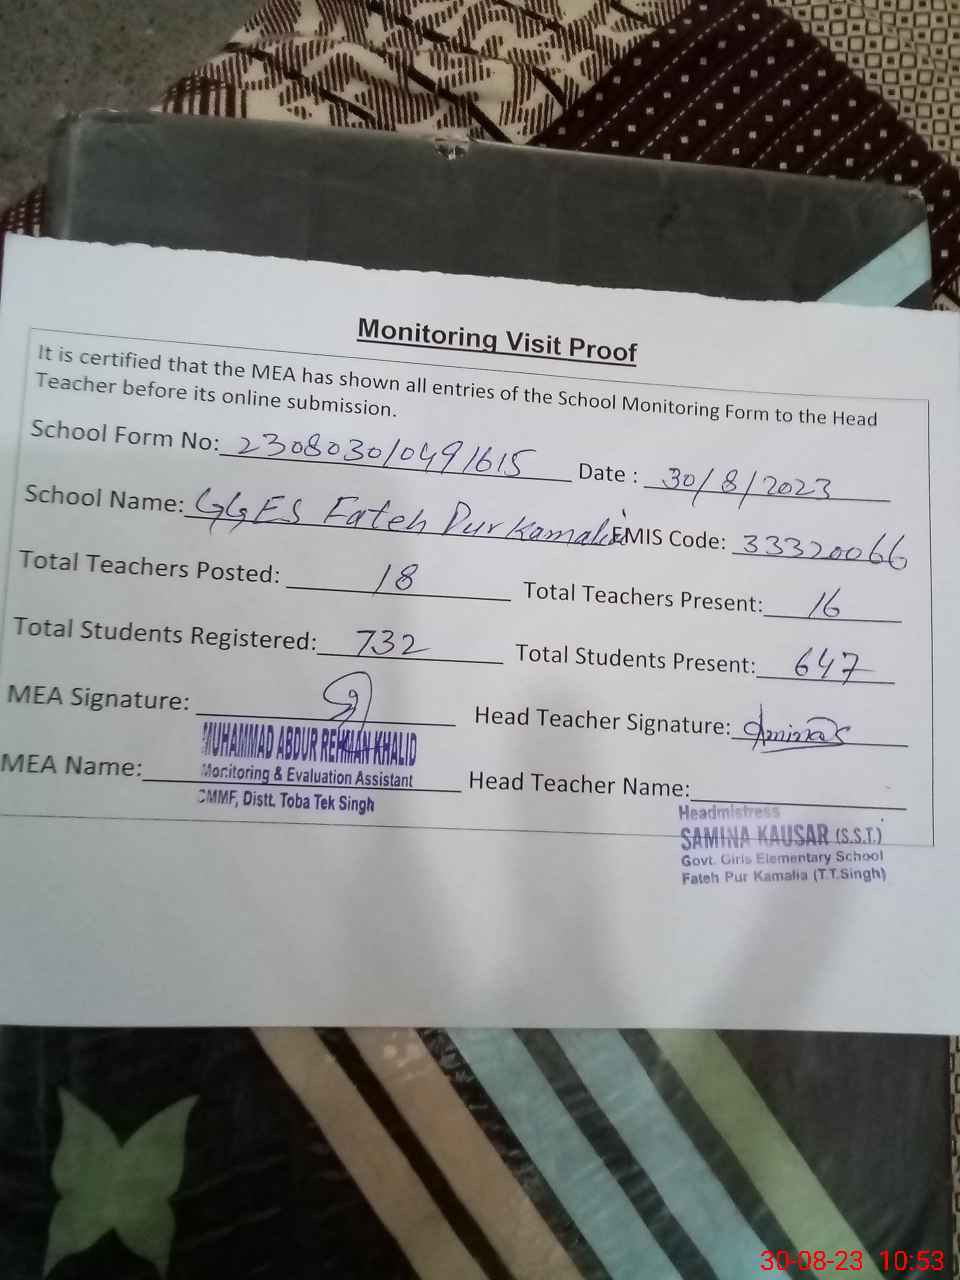 Monitoring Visit Proof
It is certified that the MEA has shown all entries of the School Monitoring Form to the Head
Teacher before its online submission.
School Form No: 230803010491615 Date : 30/8/2023
School Name: GGES Fateh Pur Kamalia EMIS Code: 33320066
Total Teachers Posted: 18 Total Teachers Present: 16
Total Students Registered: 732 Total Students Present: 647
MEA Signature: Head Teacher Signature:
MUHAMMAD ABDUR REHMAN KHALID
MEA Name: Monitoring & Evaluation Assistant Head Teacher Name:
CMMF, Distt. Toba Tek Singh
Headmistress
SAMINA KAUSAR (S.S.T.)
Govt. Girls Elementary School
Fateh Pur Kamalia (T.T.Singh)
30-08-23 10:53